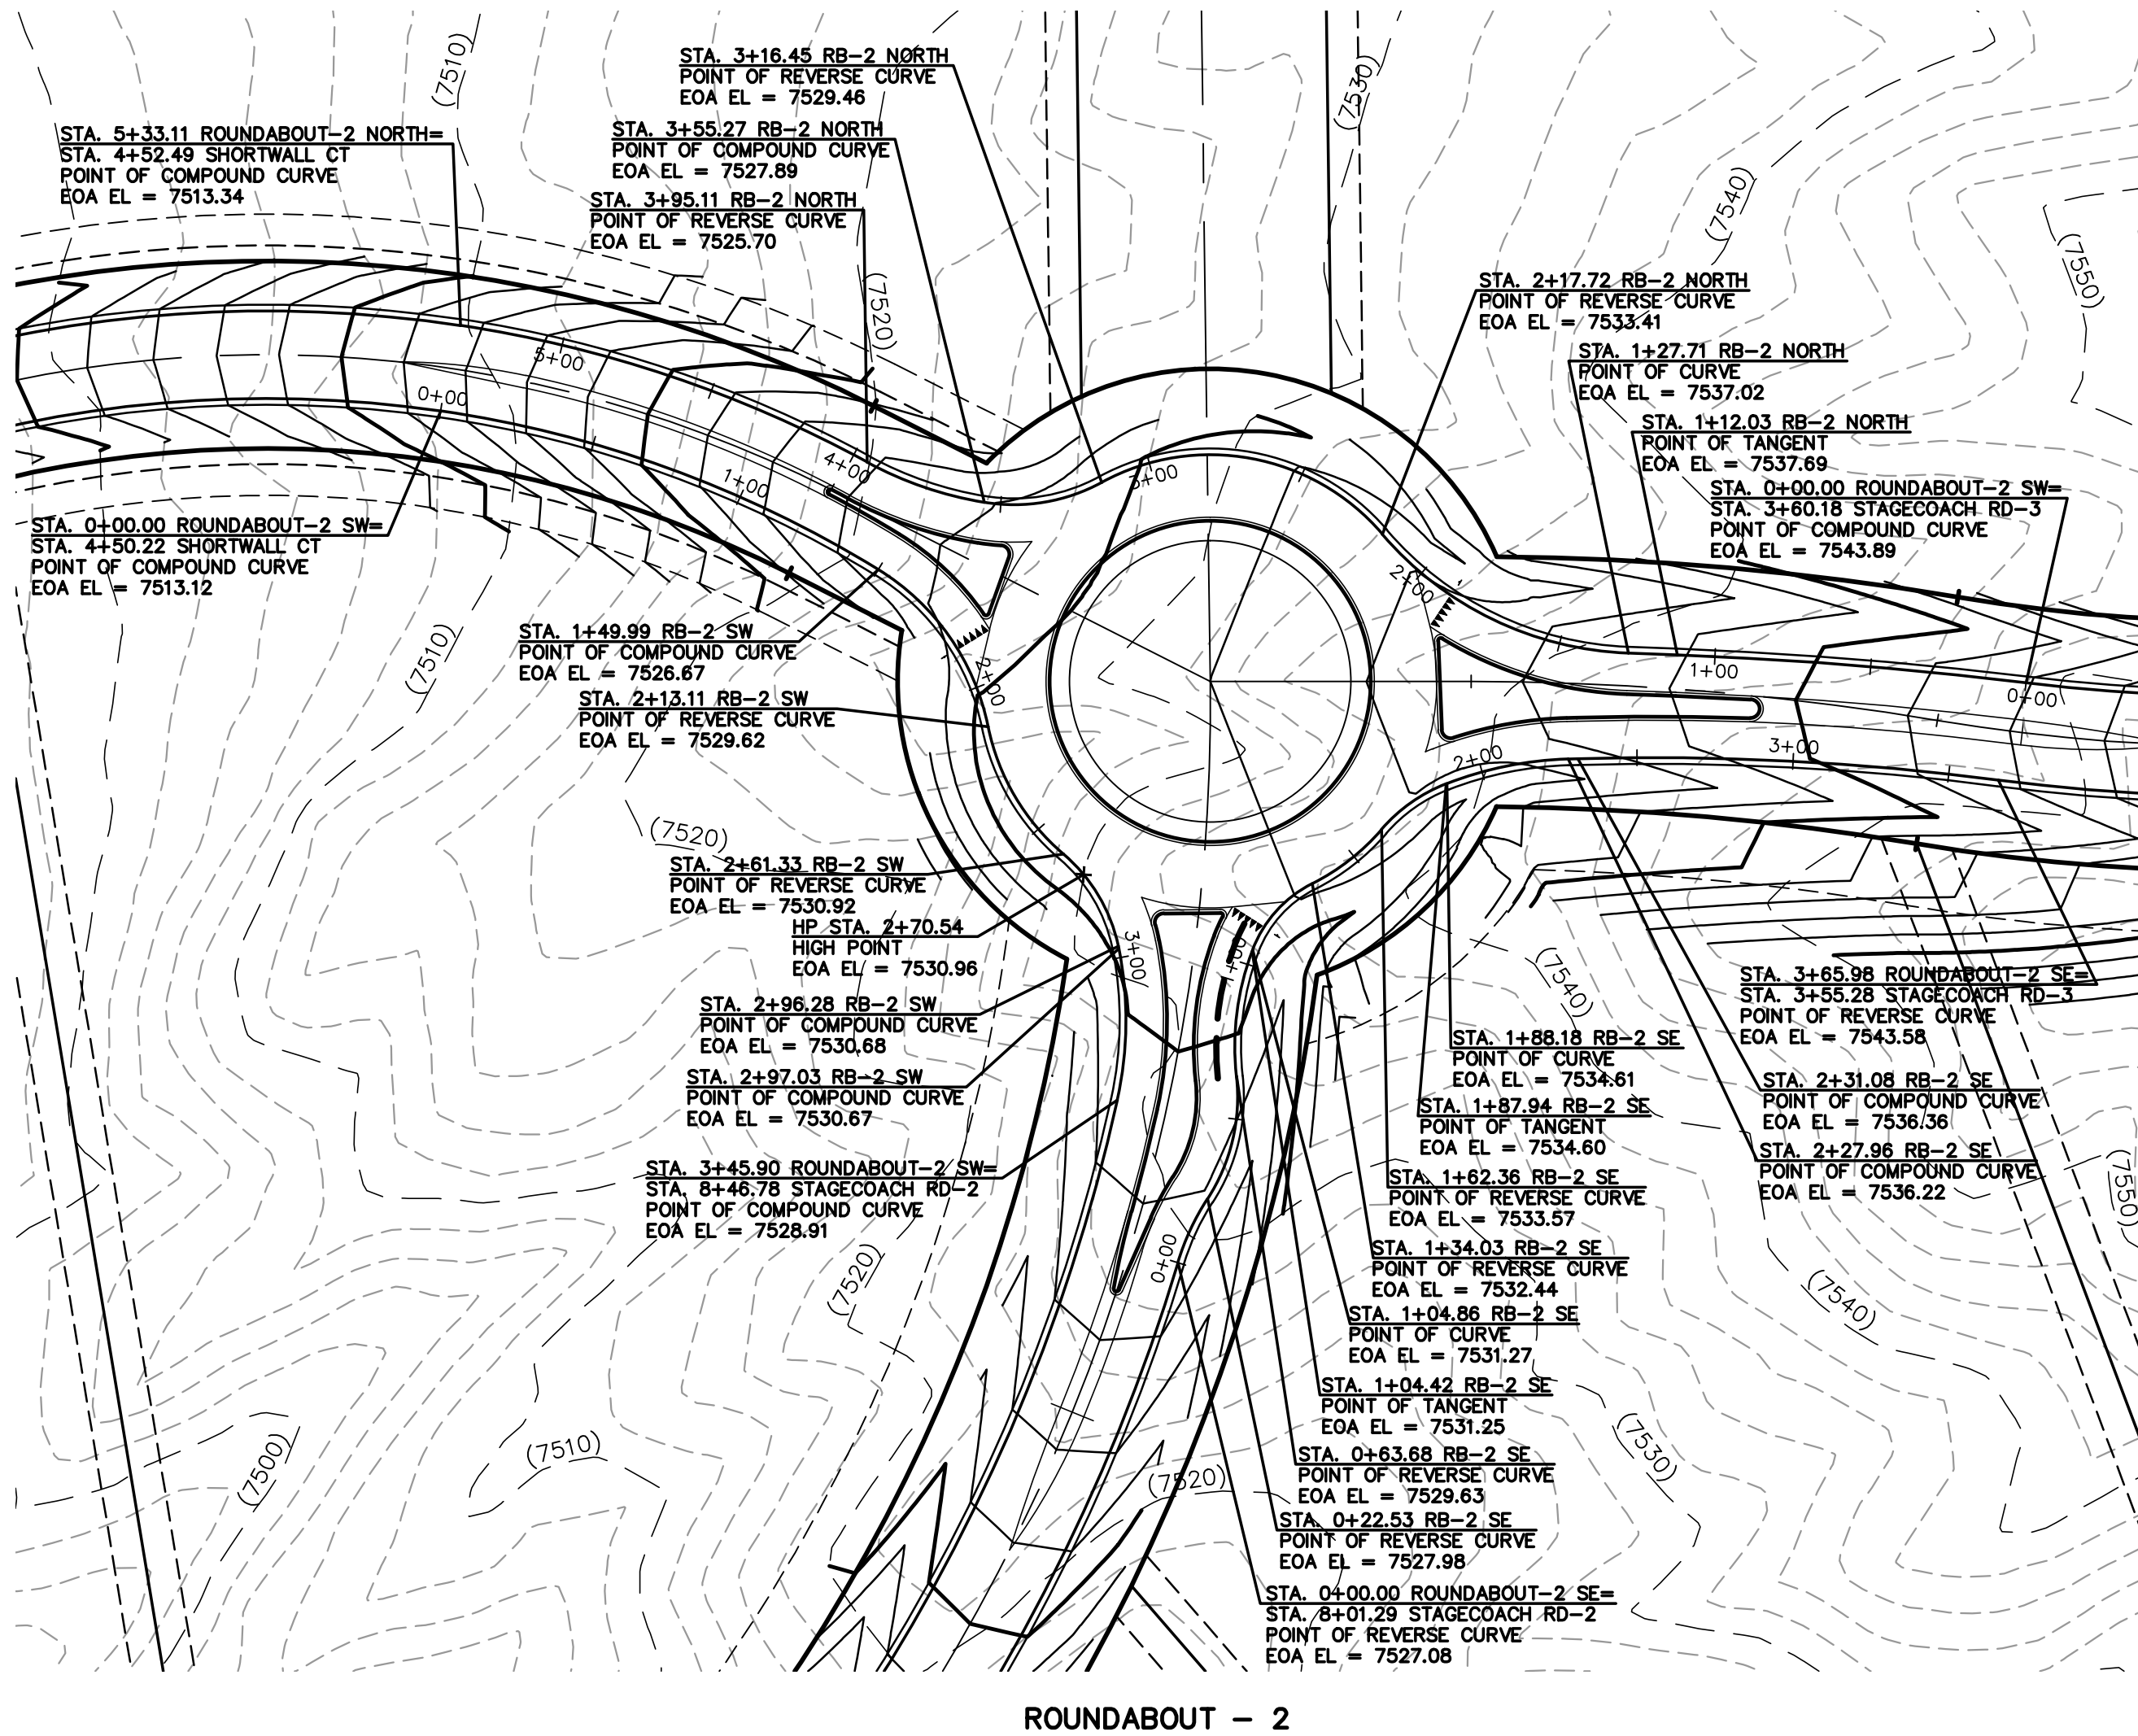 STA. 3+16.45 RB-2 NORTH
POINT OF REVERSE CURVE
EOA EL = 7529.46
STA. 3+55.27 RB-2 NORTH
POINT OF COMPOUND CURVE
EOA EL = 7527.89
STA. 3+95.11 RB-2 NORTH
POINT OF REVERSE CURVE
EOA EL = 7525.70
STA. 5+33.11 ROUNDABOUT-2 NORTH=
STA. 4+52.49 SHORTWALL CT
POINT OF COMPOUND CURVE
EOA EL = 7513.34
(7510)
(7530)
(7540)
(7550)
(7520)
STA. 2+17.72 RB-2 NORTH
POINT OF REVERSE CURVE
EOA EL = 7533.41
STA. 1+27.71 RB-2 NORTH
POINT OF CURVE
EOA EL = 7537.02
STA. 1+12.03 RB-2 NORTH
POINT OF TANGENT
EOA EL = 7537.69
STA. 0+00.00 ROUNDABOUT-2 SW=
STA. 3+60.18 STAGECOACH RD-3
POINT OF COMPOUND CURVE
EOA EL = 7543.89
5+00
0+00
4+00
1+00
3+00
2+00
2+00
1+00
0+00
2+00
3+00
3+00
1+00
0+00
STA. 0+00.00 ROUNDABOUT-2 SW=
STA. 4+50.22 SHORTWALL CT
POINT OF COMPOUND CURVE
EOA EL = 7513.12
(7510)
STA. 1+49.99 RB-2 SW
POINT OF COMPOUND CURVE
EOA EL = 7526.67
STA. 2+13.11 RB-2 SW
POINT OF REVERSE CURVE
EOA EL = 7529.62
(7520)
STA. 2+61.33 RB-2 SW
POINT OF REVERSE CURVE
EOA EL = 7530.92
HP STA. 2+70.54
HIGH POINT
EOA EL = 7530.96
STA. 2+96.28 RB-2 SW
POINT OF COMPOUND CURVE
EOA EL = 7530.68
STA. 2+97.03 RB-2 SW
POINT OF COMPOUND CURVE
EOA EL = 7530.67
STA. 3+45.90 ROUNDABOUT-2 SW=
STA. 8+46.78 STAGECOACH RD-2
POINT OF COMPOUND CURVE
EOA EL = 7528.91
(7540)
STA. 3+65.98 ROUNDABOUT-2 SE=
STA. 3+55.28 STAGECOACH RD-3
POINT OF REVERSE CURVE
EOA EL = 7543.58
STA. 2+31.08 RB-2 SE
POINT OF COMPOUND CURVE
EOA EL = 7536.36
STA. 2+27.96 RB-2 SE
POINT OF COMPOUND CURVE
EOA EL = 7536.22
STA. 1+88.18 RB-2 SE
POINT OF CURVE
EOA EL = 7534.61
STA. 1+87.94 RB-2 SE
POINT OF TANGENT
EOA EL = 7534.60
STA. 1+62.36 RB-2 SE
POINT OF REVERSE CURVE
EOA EL = 7533.57
STA. 1+34.03 RB-2 SE
POINT OF REVERSE CURVE
EOA EL = 7532.44
STA. 1+04.86 RB-2 SE
POINT OF CURVE
EOA EL = 7531.27
STA. 1+04.42 RB-2 SE
POINT OF TANGENT
EOA EL = 7531.25
STA. 0+63.68 RB-2 SE
POINT OF REVERSE CURVE
EOA EL = 7529.63
STA. 0+22.53 RB-2 SE
POINT OF REVERSE CURVE
EOA EL = 7527.98
STA. 0+00.00 ROUNDABOUT-2 SE=
STA. 8+01.29 STAGECOACH RD-2
POINT OF REVERSE CURVE
EOA EL = 7527.08
(7550)
(7540)
(7530)
(7520)
(7520)
(7510)
(7500)
ROUNDABOUT - 2